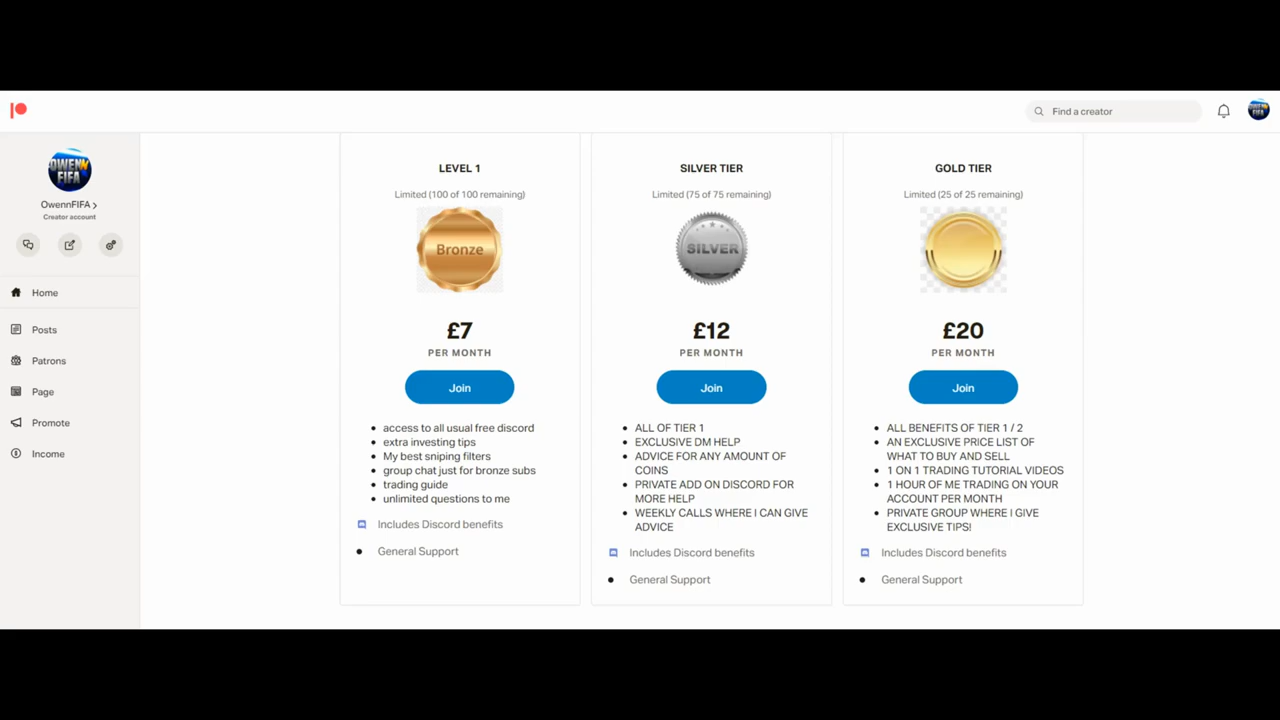 Find a creator
OWENN
FIFA
OwennFIFA
Creator account
Home
Posts
Patrons
Page
Promote
Income
LEVEL 1
Limited (100 of 100 remaining)
Bronze
£7
PER MONTH
Join
access to all usual free discord
extra investing tips
My best sniping filters
group chat just for bronze subs
trading guide
unlimited questions to me
Includes Discord benefits
General Support
SILVER TIER
Limited (75 of 75 remaining)
SILVER
£12
PER MONTH
Join
ALL OF TIER 1
EXCLUSIVE DM HELP
ADVICE FOR ANY AMOUNT OF
COINS
PRIVATE ADD ON DISCORD FOR
MORE HELP
WEEKLY CALLS WHERE I CAN GIVE
ADVICE
Includes Discord benefits
General Support
GOLD TIER
Limited (25 of 25 remaining)
£20
PER MONTH
Join
ALL BENEFITS OF TIER 1 / 2
AN EXCLUSIVE PRICE LIST OF
WHAT TO BUY AND SELL
1 ON 1 TRADING TUTORIAL VIDEOS
1 HOUR OF ME TRADING ON YOUR
ACCOUNT PER MONTH
PRIVATE GROUP WHERE I GIVE
EXCLUSIVE TIPS!
Includes Discord benefits
General Support